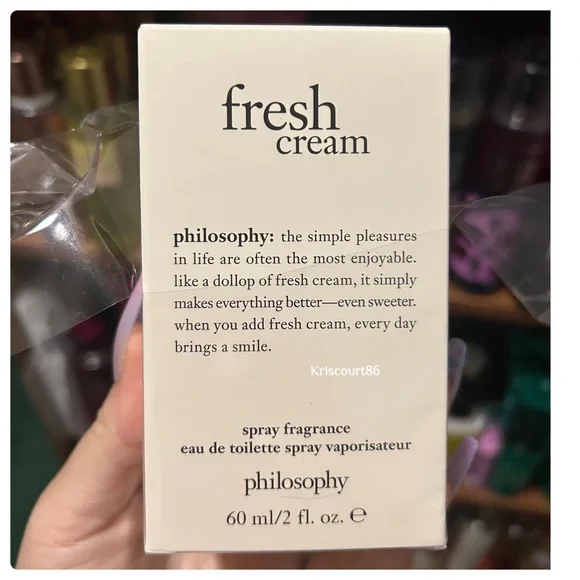 fresh
cream
philosophy: the simple pleasures
in life are often the most enjoyable.
like a dollop of fresh cream, it simply
makes everything better—even sweeter.
when you add fresh cream, every day
brings a smile.
Kriscourt86
spray fragrance
eau de toilette spray vaporisateur
philosophy
60 ml/2 fl. oz. ℮